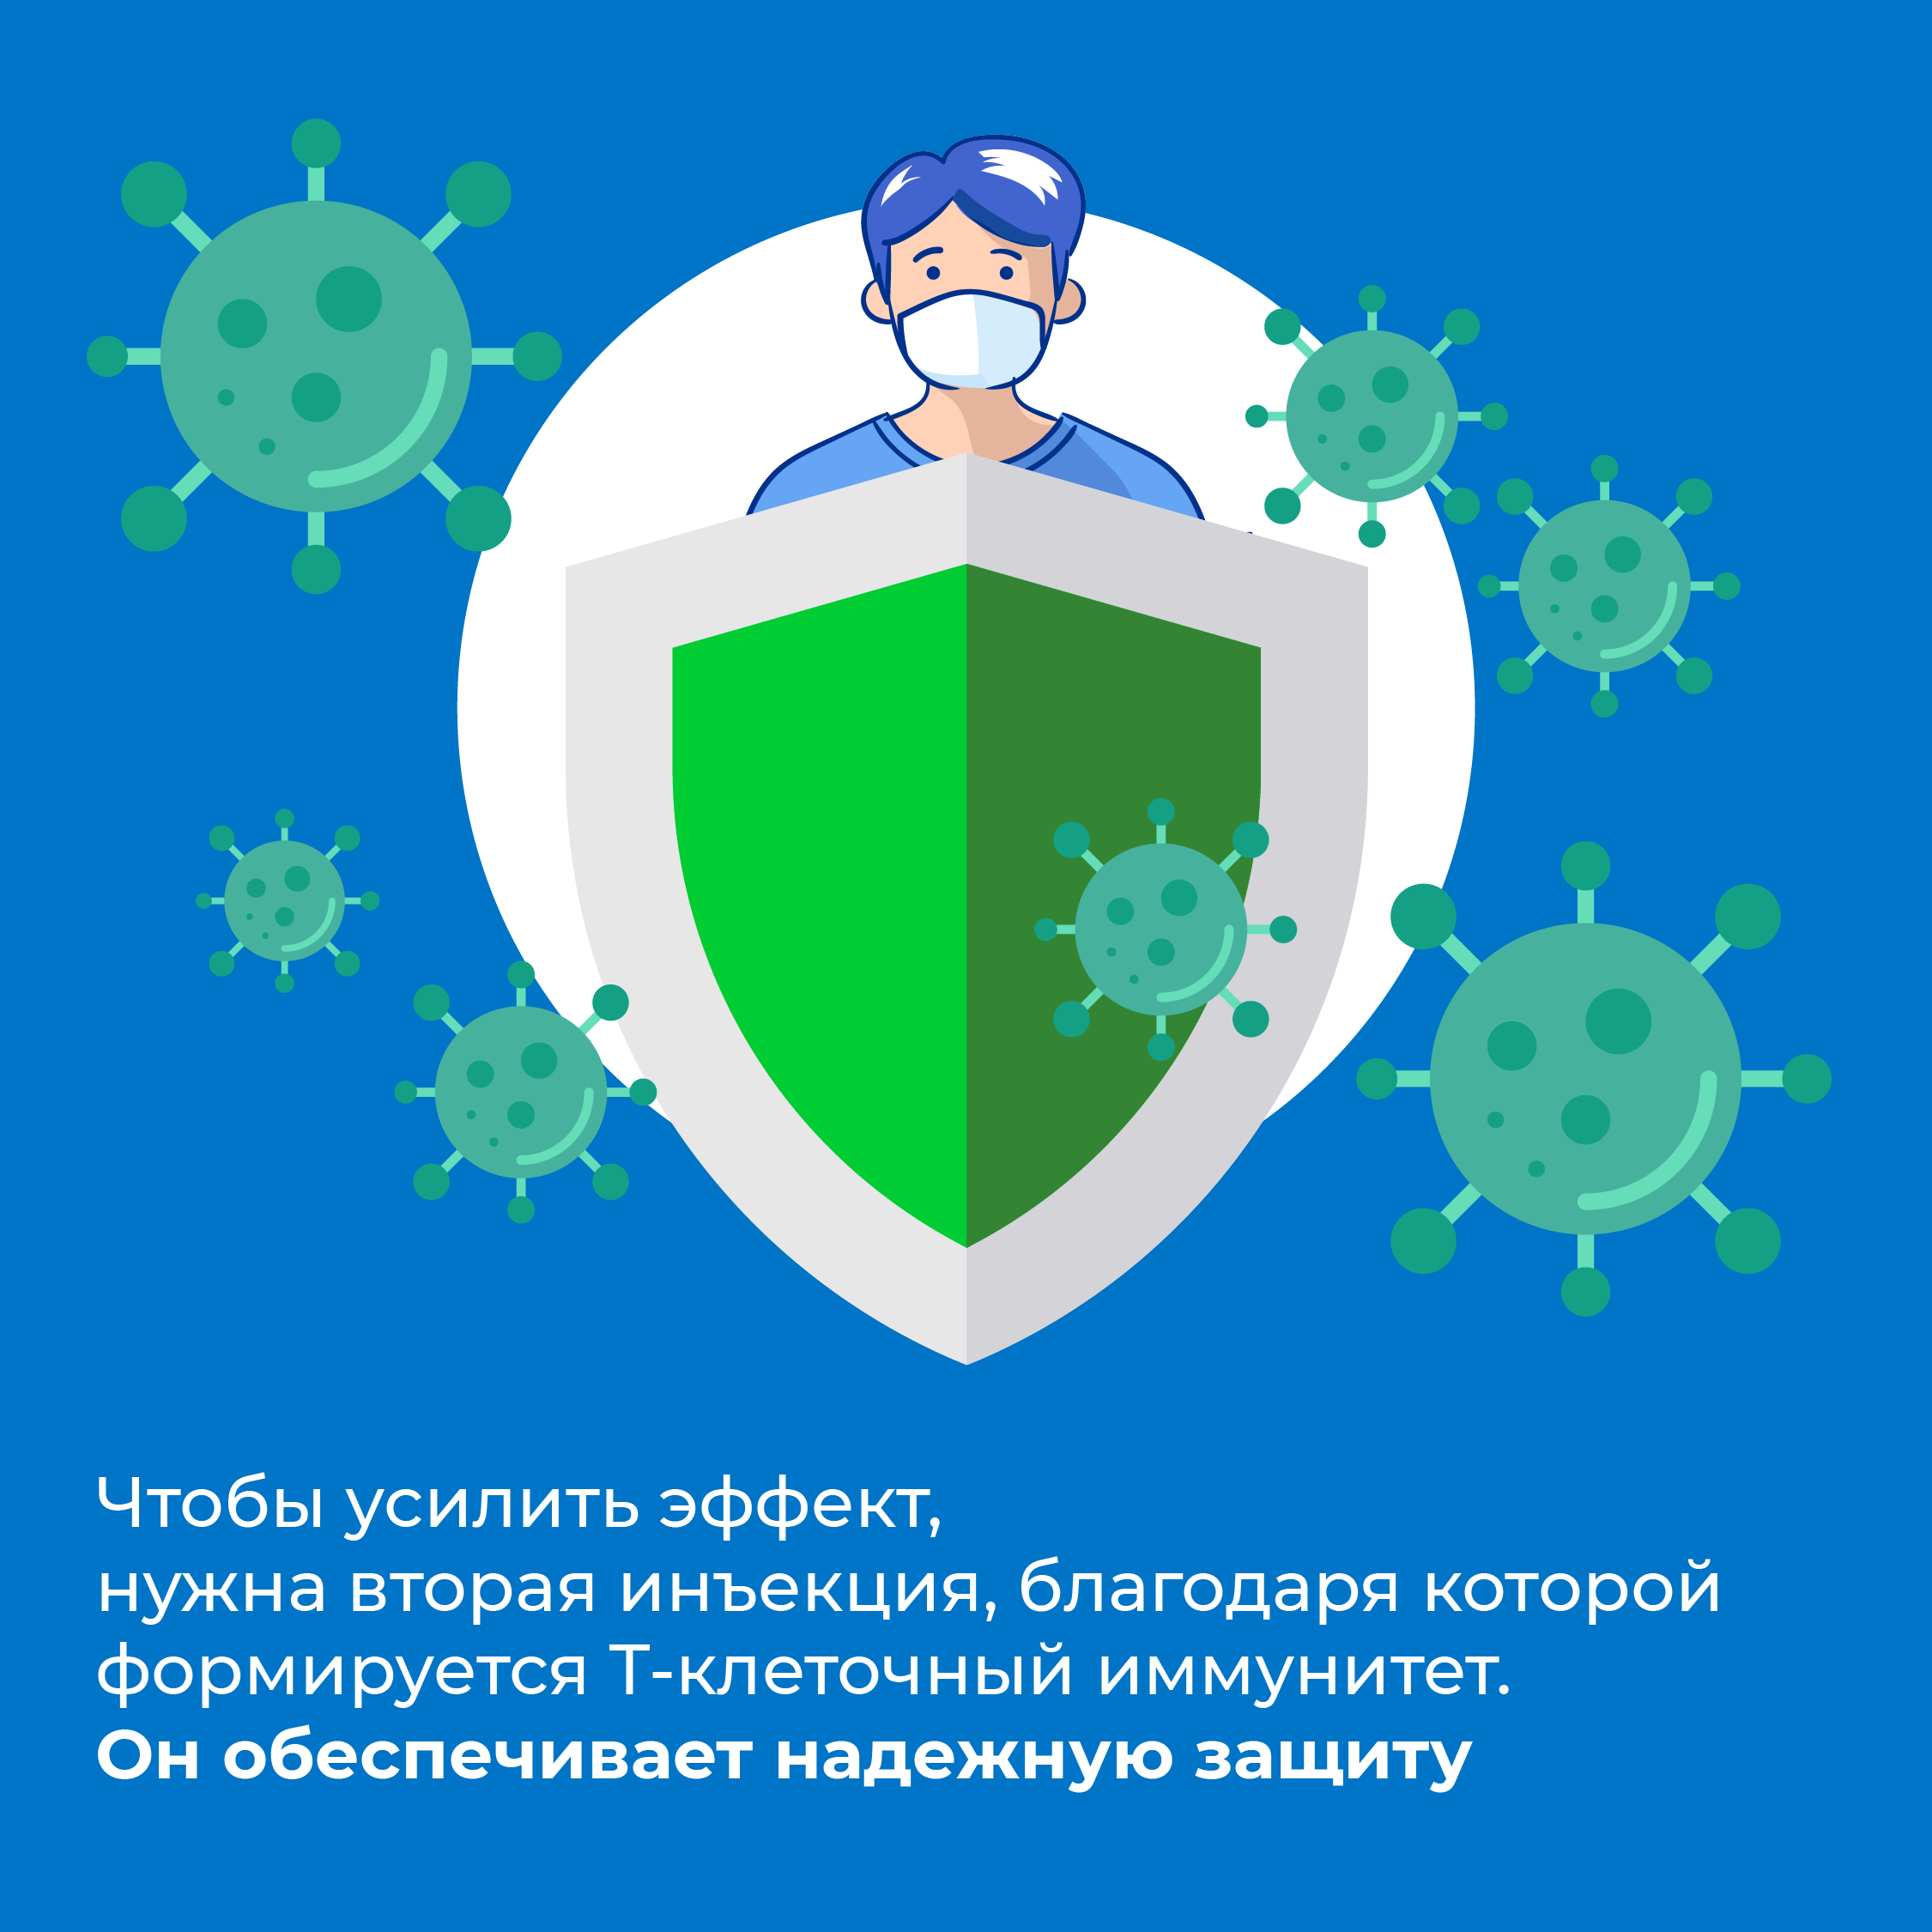 Чтобы усилить эффект,
нужна вторая инъекция, благодаря которой
формируется Т-клеточный иммунитет.
Он обеспечивает надежную защиту